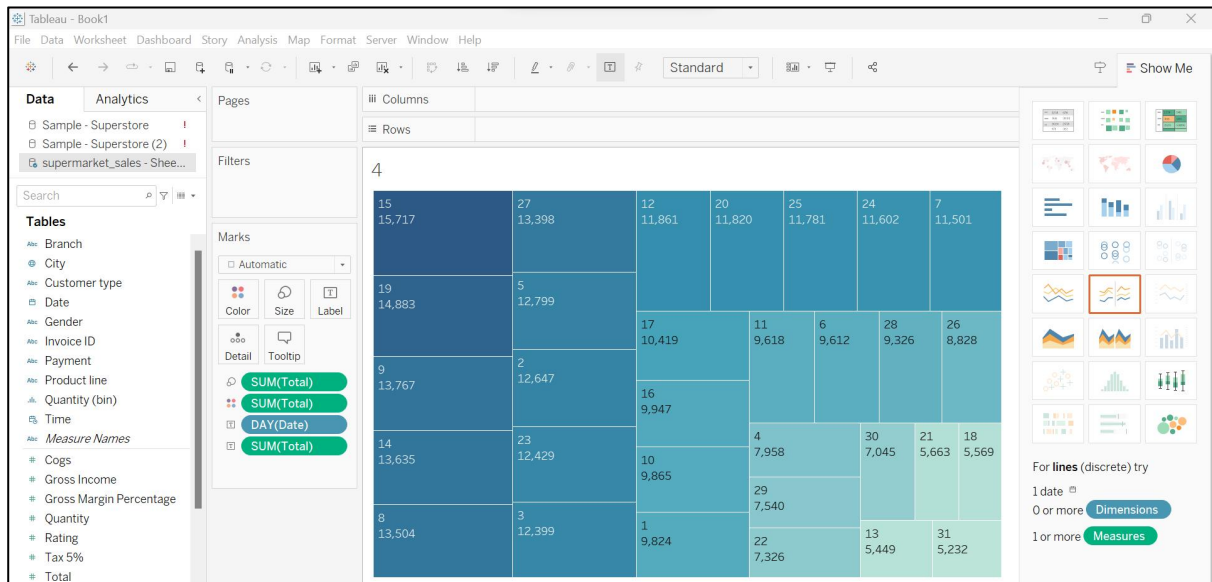 Tableau - Book1
File Data Worksheet Dashboard Story Analysis Map Format Server Window Help
Standard
Show Me
Data Analytics
Sample - Superstore !
Sample - Superstore (2) !
supermarket_sales - Shee...
Search
Tables
Abc Branch
City
Abc Customer type
Date
Abc Gender
Abc Invoice ID
Abc Payment
Abc Product line
Quantity (bin)
Time
Abc Measure Names
# Cogs
# Gross Income
# Gross Margin Percentage
# Quantity
# Rating
# Tax 5%
# Total
Pages
Filters
Marks
Automatic
Color Size Label
Detail Tooltip
SUM(Total)
SUM(Total)
DAY(Date)
SUM(Total)
Columns
Rows
4
15
15,717
19
14,883
9
13,767
14
13,635
8
13,504
27
13,398
5
12,799
2
12,647
23
12,429
3
12,399
12
11,861
20
11,820
25
11,781
24
11,602
7
11,501
17
10,419
16
9,947
10
9,865
1
9,824
11
9,618
6
9,612
28
9,326
26
8,828
4
7,958
29
7,540
22
7,326
30
7,045
21
5,663
18
5,569
13
5,449
31
5,232
For lines (discrete) try
1 date
0 or more Dimensions
1 or more Measures